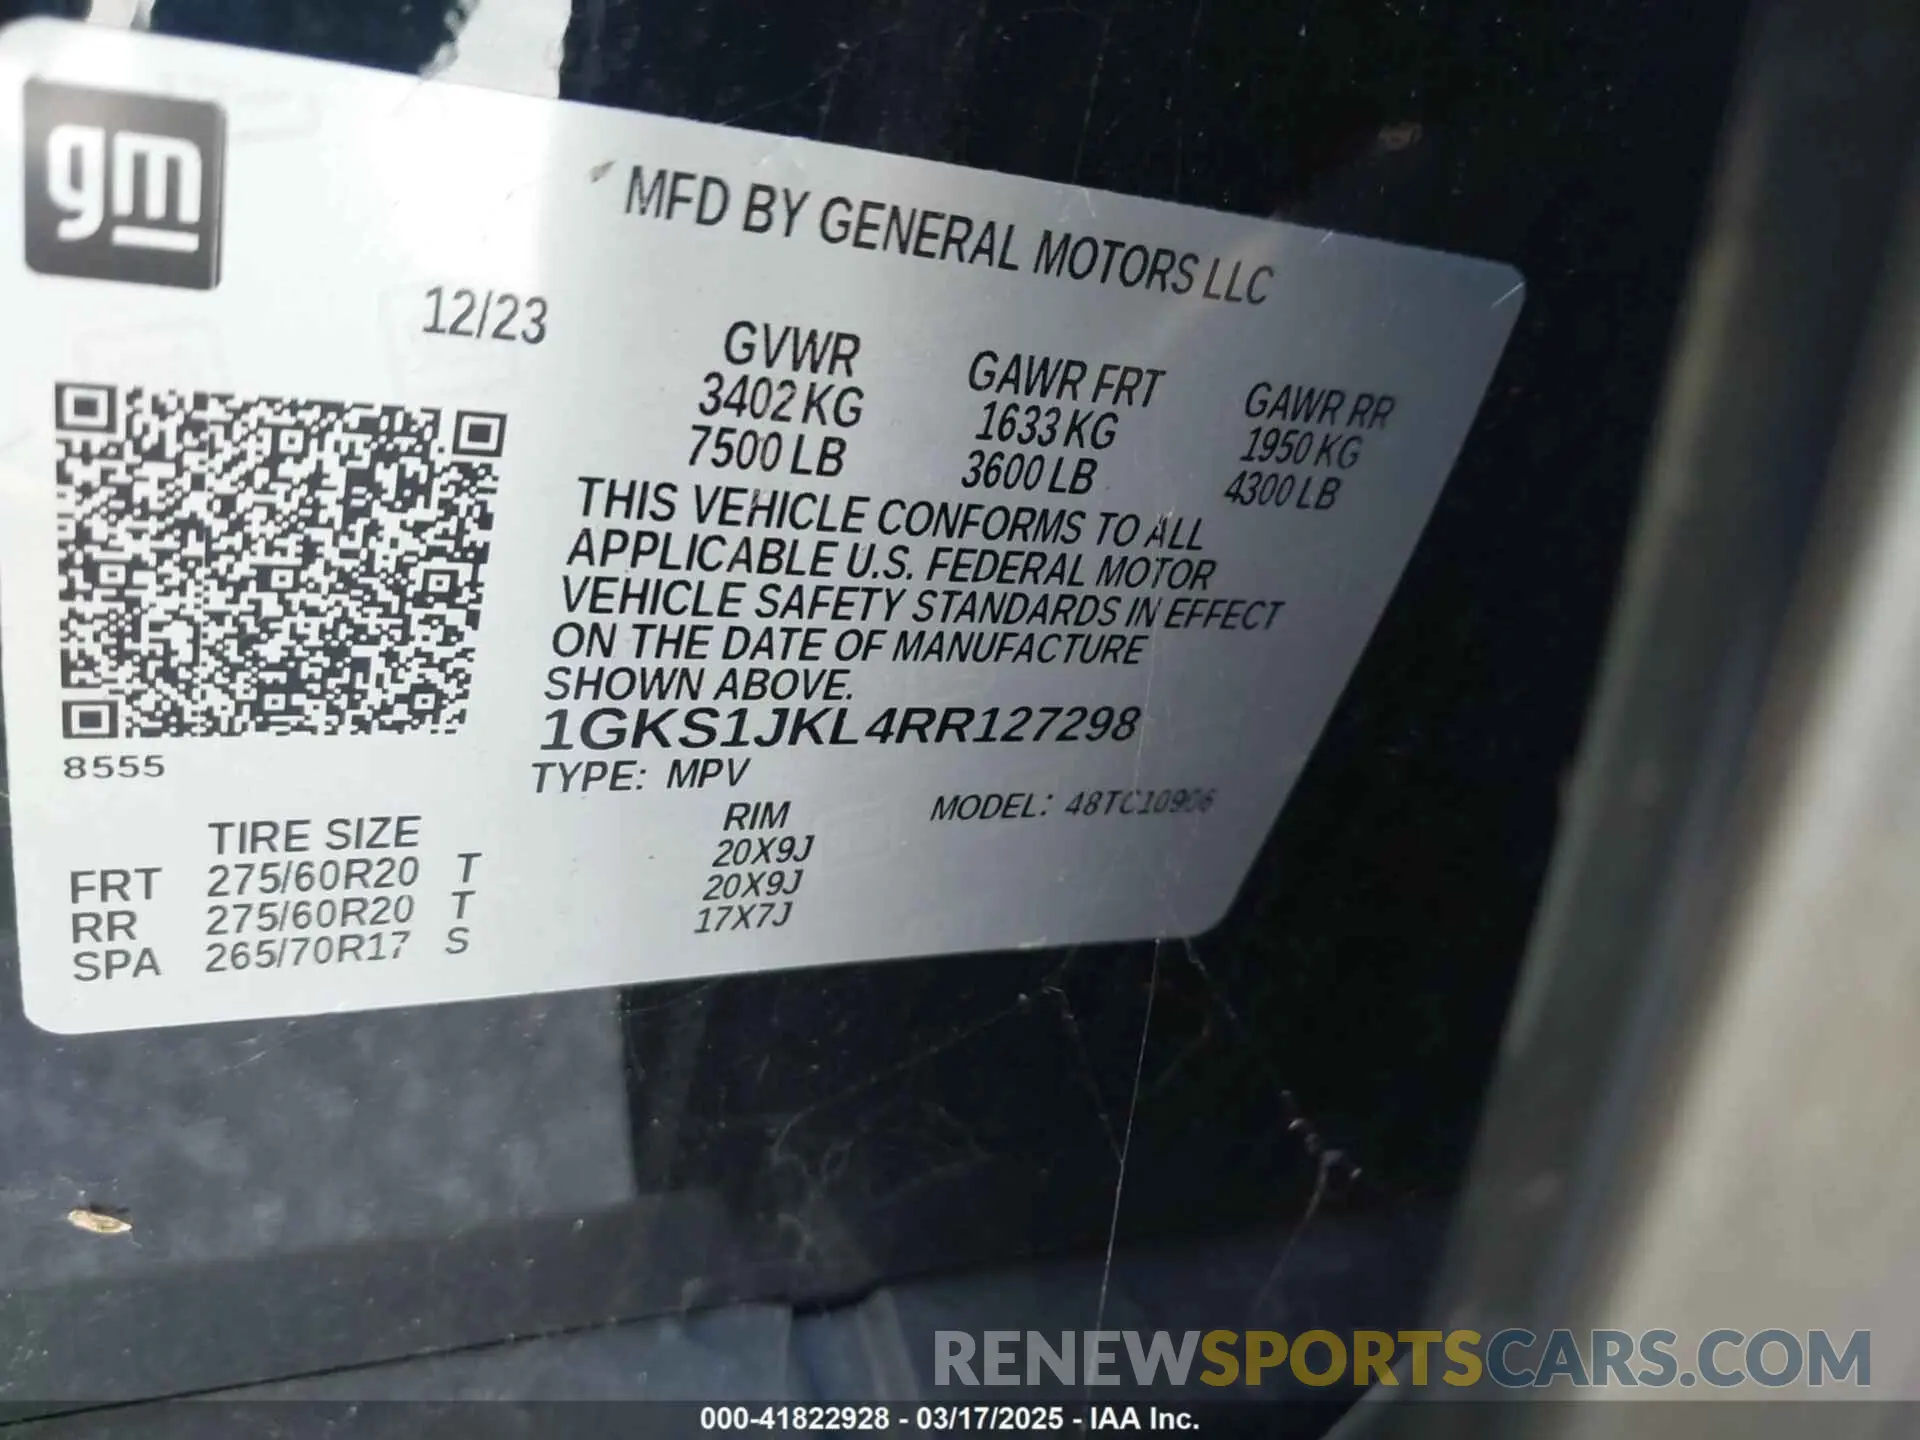 gm
MFD BY GENERAL MOTORS LLC
12/23
GVWR GAWR FRT GAWR RR
3402 KG 1633 KG 1950 KG
7500 LB 3600 LB 4300 LB
THIS VEHICLE CONFORMS TO ALL
APPLICABLE U.S. FEDERAL MOTOR
VEHICLE SAFETY STANDARDS IN EFFECT
ON THE DATE OF MANUFACTURE
SHOWN ABOVE.
1GKS1JKL4RR127298
8555
TYPE: MPV
MODEL: 48TC10906
TIRE SIZE RIM
FRT 275/60R20 T 20X9J
RR 275/60R20 T 20X9J
SPA 265/70R17 S 17X7J
RENEWSPORTSCARS.COM
000-41822928 - 03/17/2025 - IAA Inc.